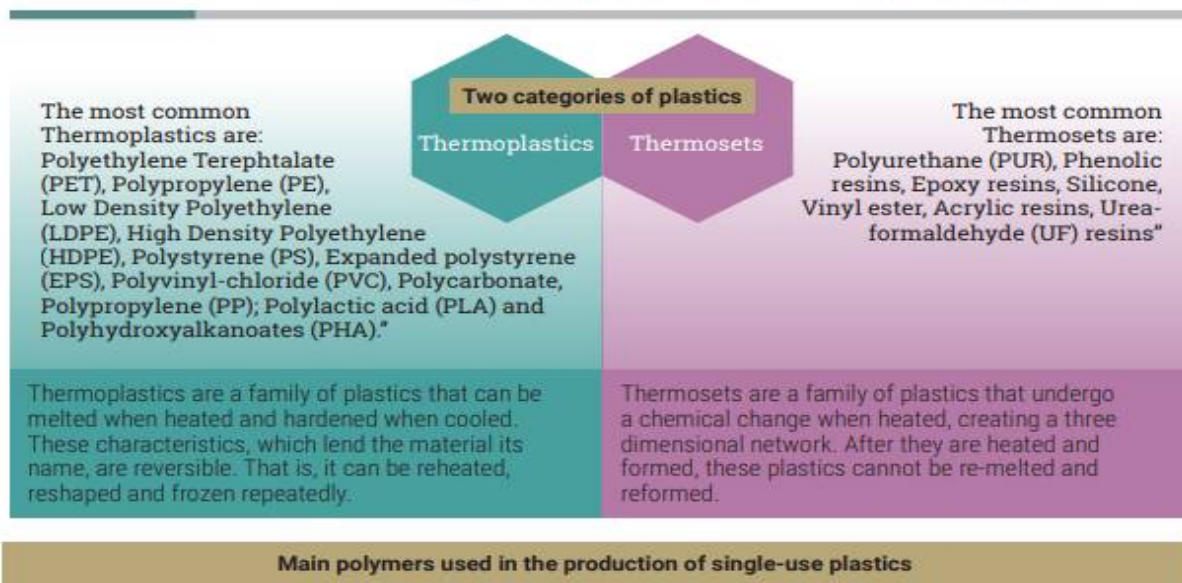 Two categories of plastics
The most common
Thermoplastics are:
Polyethylene Terephtalate
(PET), Polypropylene (PE),
Low Density Polyethylene
(LDPE), High Density Polyethylene
(HDPE), Polystyrene (PS), Expanded polystyrene
(EPS), Polyvinyl-chloride (PVC), Polycarbonate,
Polypropylene (PP); Polylactic acid (PLA) and
Polyhydroxyalkanoates (PHA).”
Thermoplastics
Thermosets
The most common
Thermosets are:
Polyurethane (PUR), Phenolic
resins, Epoxy resins, Silicone,
Vinyl ester, Acrylic resins, Urea-
formaldehyde (UF) resins”
Thermoplastics are a family of plastics that can be
melted when heated and hardened when cooled.
These characteristics, which lend the material its
name, are reversible. That is, it can be reheated,
reshaped and frozen repeatedly.
Thermosets are a family of plastics that undergo
a chemical change when heated, creating a three
dimensional network. After they are heated and
formed, these plastics cannot be re-melted and
reformed.
Main polymers used in the production of single-use plastics